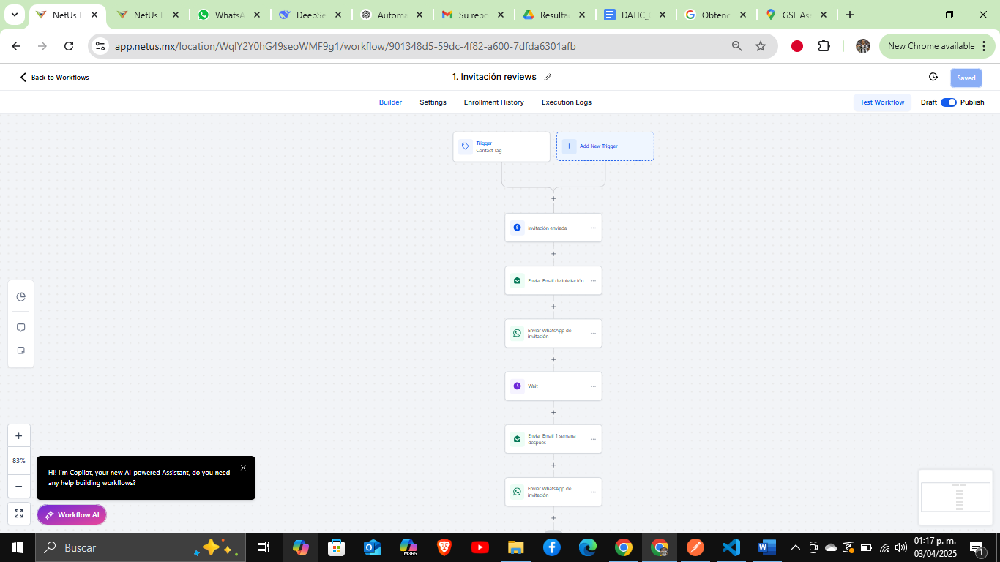 NetUs L
NetUs L
WhatsA
DeepSe
Automa
Su repo
Resulta
DATIC_
Obtenc
GSL Ase
app.netus.mx/location/WqlY2Y0hG49seoWMF9g1/workflow/901348d5-59dc-4f82-a600-7dfda6301afb
New Chrome available
Back to Workflows
1. Invitación reviews
Saved
Builder
Settings
Enrollment History
Execution Logs
Test Workflow
Draft
Publish
Trigger
Contact Tag
Add New Trigger
invitación enviada
Enviar Email de inivitación
Enviar WhatsApp de
invitación
Wait
Enviar Email 1 semana
despues
Enviar WhatsApp de
invitación
83%
Hi! I'm Copilot, your new AI-powered Assistant, do you need
any help building workflows?
Workflow AI
Buscar
M365
01:17 p. m.
03/04/2025
1